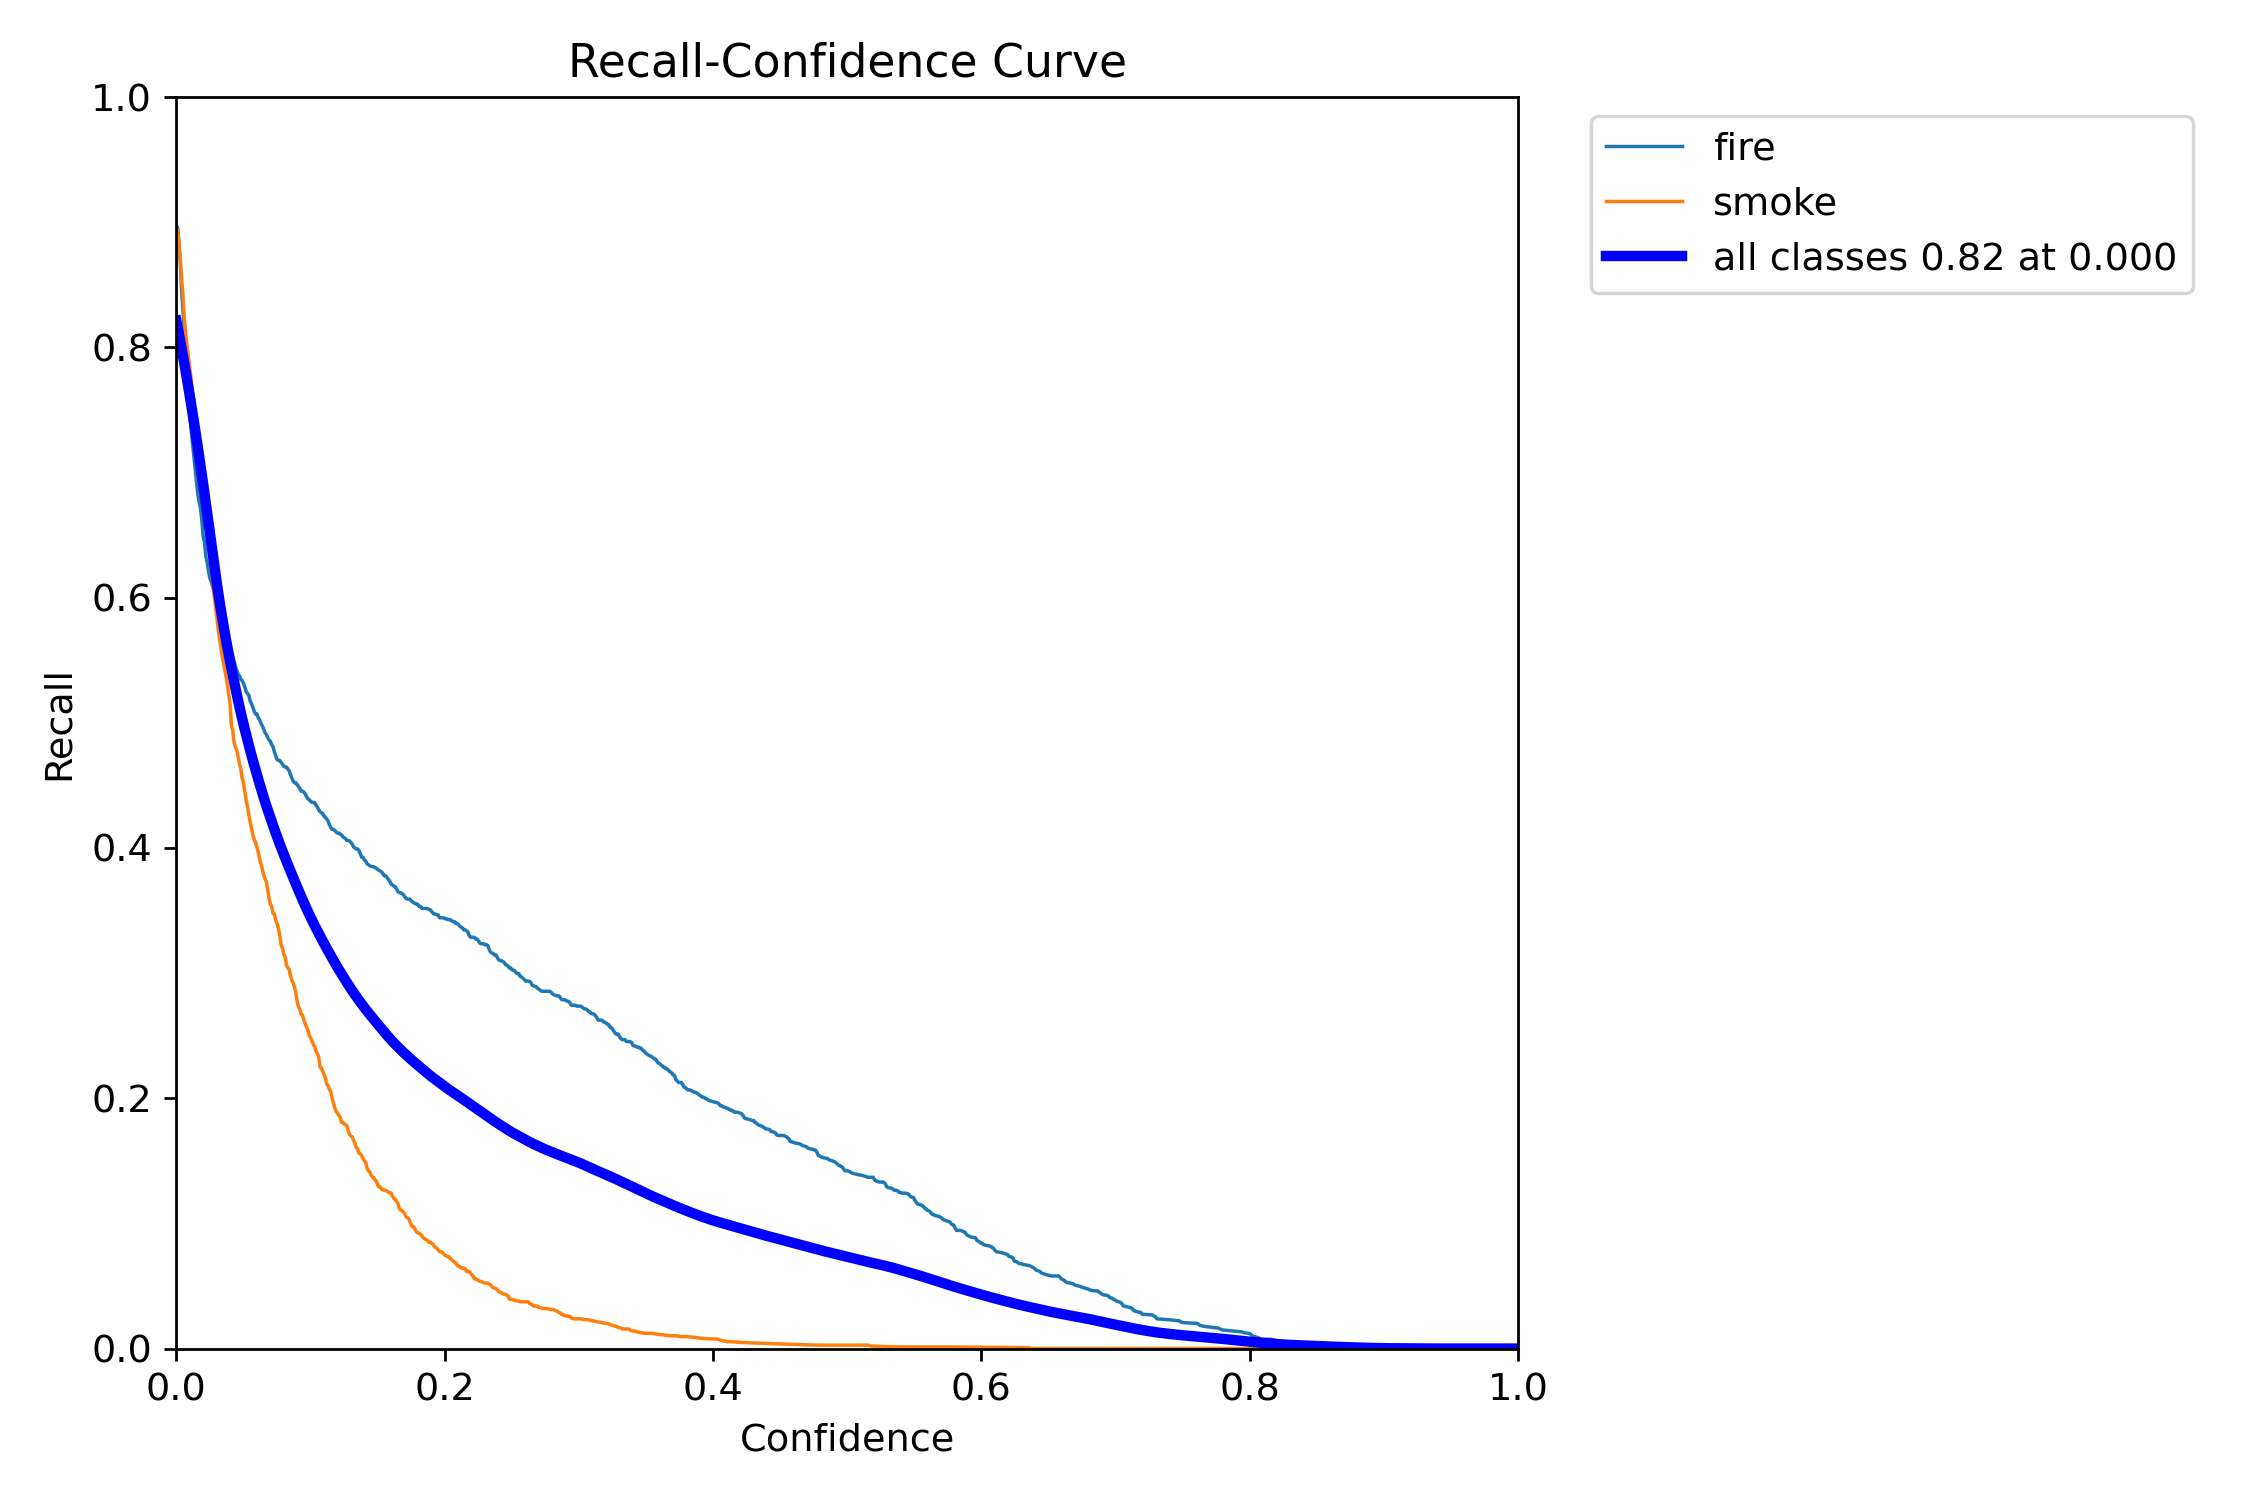 Recall-Confidence Curve
1.0
0.8
0.6
0.4
0.2
0.0
Recall
0.0 0.2 0.4 0.6 0.8 1.0
Confidence
fire
smoke
all classes 0.82 at 0.000